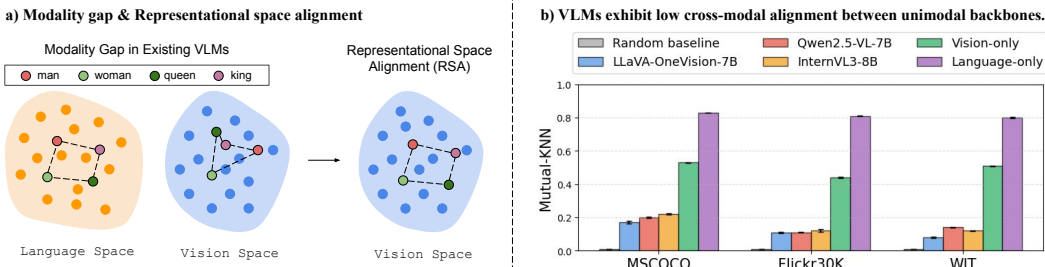 a) Modality gap & Representational space alignment
Modality Gap in Existing VLMs
Representational Space
Alignment (RSA)
man woman queen king
Language Space
Vision Space
Vision Space
b) VLMs exhibit low cross-modal alignment between unimodal backbones.
Random baseline
LLaVA-OneVision-7B
Qwen2.5-VL-7B
InternVL3-8B
Vision-only
Language-only
Mutual-KNN
1.0
0.8
0.6
0.4
0.2
0.0
MSCOCO
Flickr30K
WIT